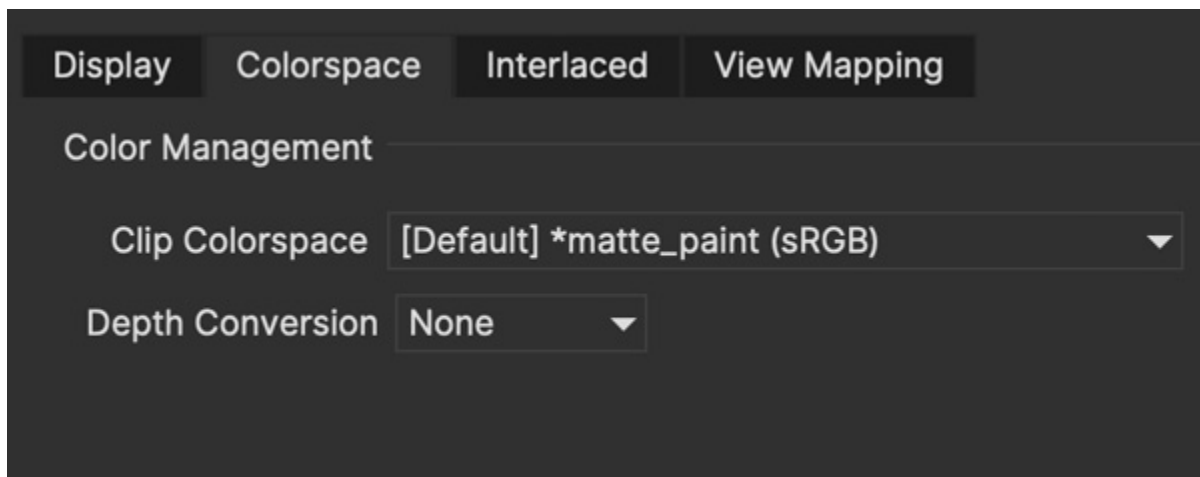 Display Colorspace Interlaced View Mapping
Color Management
Clip Colorspace [Default] *matte_paint (sRGB)
Depth Conversion None